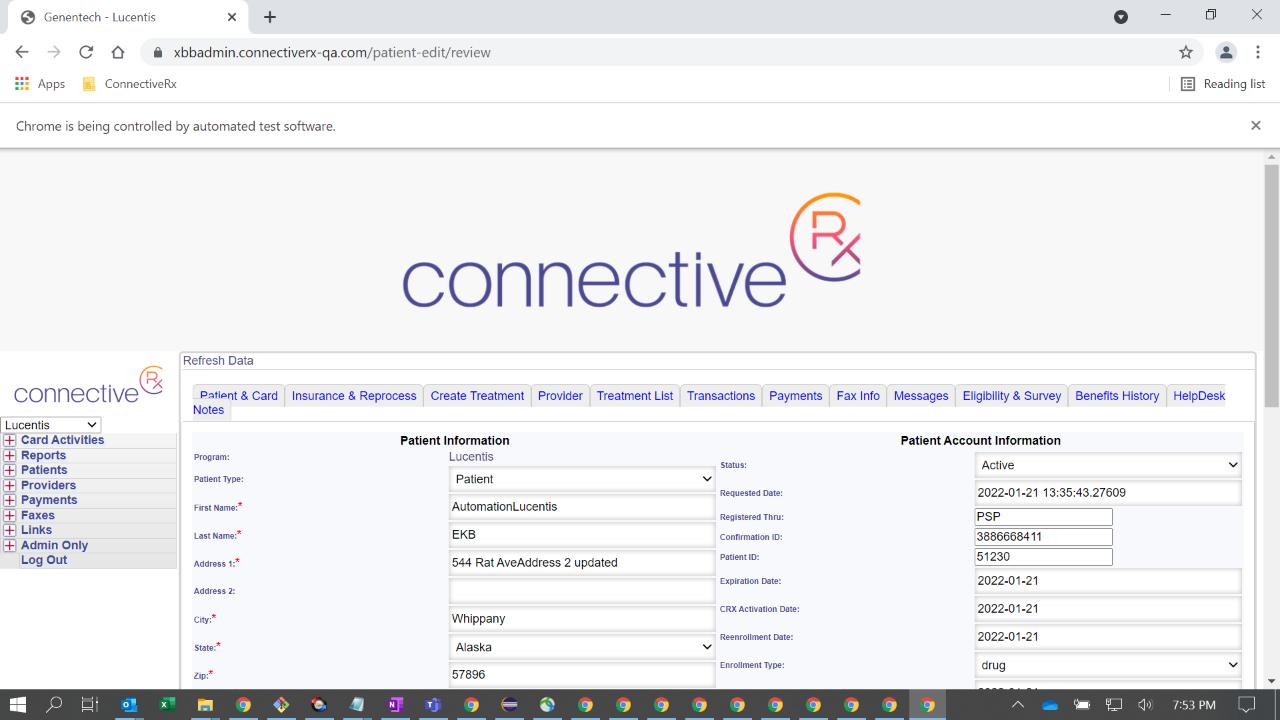 Genentech - Lucentis
xbbadmin.connectiverx-qa.com/patient-edit/review
Apps ConnectiveRx Reading list
Chrome is being controlled by automated test software.
connective Rx
Refresh Data
connective Rx
Patient & Card Insurance & Reprocess Create Treatment Provider Treatment List Transactions Payments Fax Info Messages Eligibility & Survey Benefits History HelpDesk
Notes
Lucentis
Card Activities
Reports
Patients
Providers
Payments
Faxes
Links
Admin Only
Log Out
Patient Information
Program: Lucentis
Patient Type: Patient
First Name:* AutomationLucentis
Last Name:* EKB
Address 1:* 544 Rat AveAddress 2 updated
Address 2:
City:* Whippany
State:* Alaska
Zip:* 57896
Patient Account Information
Status: Active
Requested Date: 2022-01-21 13:35:43.27609
Registered Thru: PSP
Confirmation ID: 3886668411
Patient ID: 51230
Expiration Date: 2022-01-21
CRX Activation Date: 2022-01-21
Reenrollment Date: 2022-01-21
Enrollment Type: drug
7:53 PM